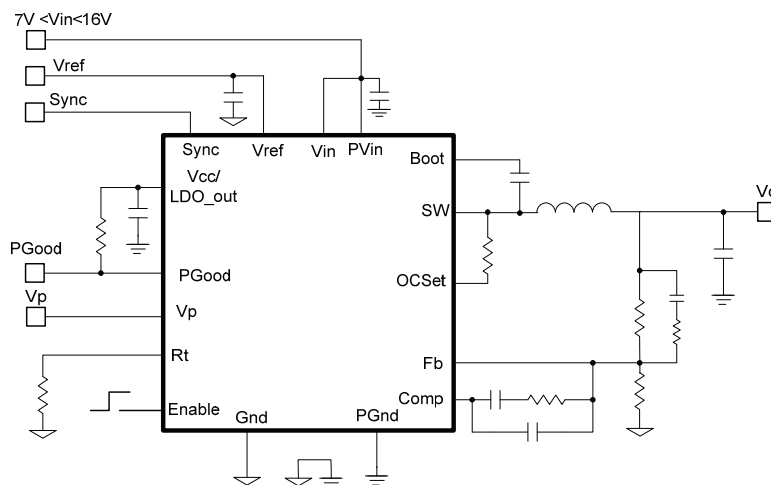 7V <Vin<16V
Vref
Sync
Sync
Vref
Vin
PVin
Vcc/
LDO_out
Boot
SW
PGood
PGood
OCSet
Vp
Vp
Rt
Fb
Enable
Comp
Gnd
PGnd